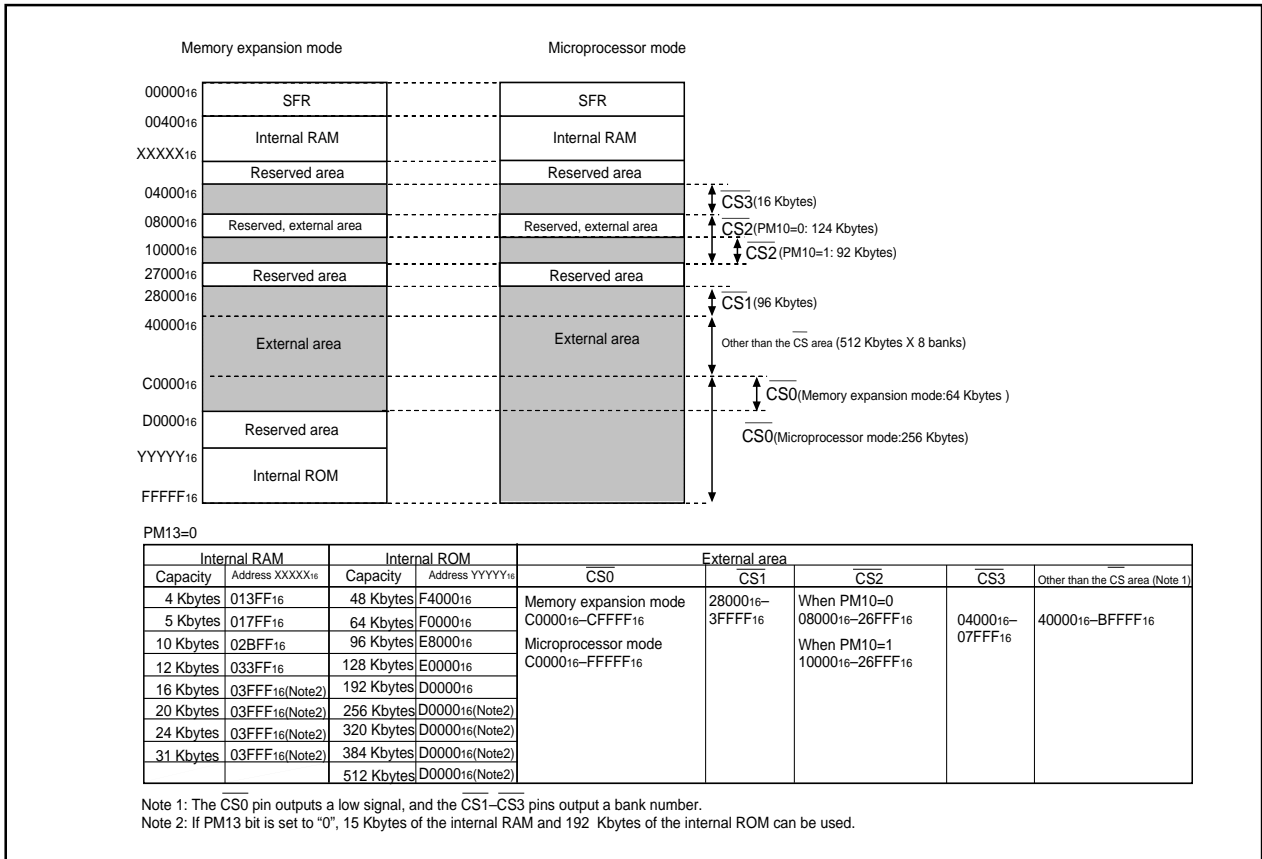 Memory expansion mode Microprocessor mode
0000016 SFR SFR
0040016
Internal RAM Internal RAM
XXXXX16
Reserved area Reserved area
0400016
CS3(16 Kbytes)
0800016 Reserved, external area Reserved, external area CS2(PM10=0: 124 Kbytes)
1000016 CS2(PM10=1: 92 Kbytes)
2700016 Reserved area Reserved area
2800016
CS1(96 Kbytes)
4000016
External area External area Other than the CS area (512 Kbytes X 8 banks)
C000016
CS0(Memory expansion mode:64 Kbytes )
D000016
Reserved area CS0(Microprocessor mode:256 Kbytes)
YYYYY16
Internal ROM
FFFFF16
PM13=0
Internal RAM Internal ROM External area
Capacity Address XXXXX16 Capacity Address YYYYY16 CS0 CS1 CS2 CS3 Other than the CS area (Note 1)
4 Kbytes 013FF16 48 Kbytes F400016 Memory expansion mode 2800016– When PM10=0
5 Kbytes 017FF16 64 Kbytes F000016 C000016–CFFFF16 3FFFF16 0800016–26FFF16 0400016– 4000016–BFFFF16
10 Kbytes 02BFF16 96 Kbytes E800016 Microprocessor mode When PM10=1 07FFF16
12 Kbytes 033FF16 128 Kbytes E000016 C000016–FFFFF16 1000016–26FFF16
16 Kbytes 03FFF16(Note2) 192 Kbytes D000016
20 Kbytes 03FFF16(Note2) 256 Kbytes D000016(Note2)
24 Kbytes 03FFF16(Note2) 320 Kbytes D000016(Note2)
31 Kbytes 03FFF16(Note2) 384 Kbytes D000016(Note2)
512 Kbytes D000016(Note2)
Note 1: The CS0 pin outputs a low signal, and the CS1–CS3 pins output a bank number.
Note 2: If PM13 bit is set to “0”, 15 Kbytes of the internal RAM and 192 Kbytes of the internal ROM can be used.